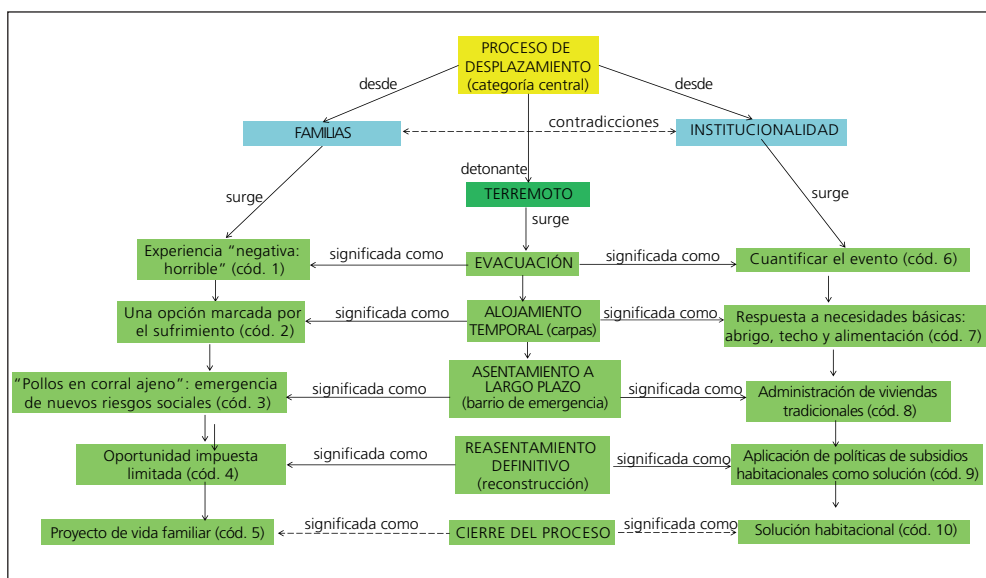 PROCESO DE
DESPLAZAMIENTO
(categoría central)
desde
desde
contradicciones
FAMILIAS
INSTITUCIONALIDAD
detonante
surge
TERREMOTO
surge
surge
Experiencia "negativa:
horrible" (cód. 1)
significada como
EVACUACIÓN
significada como
Cuantificar el evento (cód. 6)
Una opción marcada por
el sufrimiento (cód. 2)
significada como
ALOJAMIENTO
TEMPORAL (carpas)
significada como
Respuesta a necesidades básicas:
abrigo, techo y alimentación (cód. 7)
"Pollos en corral ajeno": emergencia
de nuevos riesgos sociales (cód. 3)
significada como
ASENTAMIENTO A
LARGO PLAZO
(barrio de emergencia)
significada como
Administración de viviendas
tradicionales (cód. 8)
Oportunidad impuesta
limitada (cód. 4)
significada como
REASENTAMIENTO
DEFINITIVO
(reconstrucción)
significada como
Aplicación de políticas de subsidios
habitacionales como solución (cód. 9)
Proyecto de vida familiar (cód. 5)
significada como
CIERRE DEL PROCESO
significada como
Solución habitacional (cód. 10)